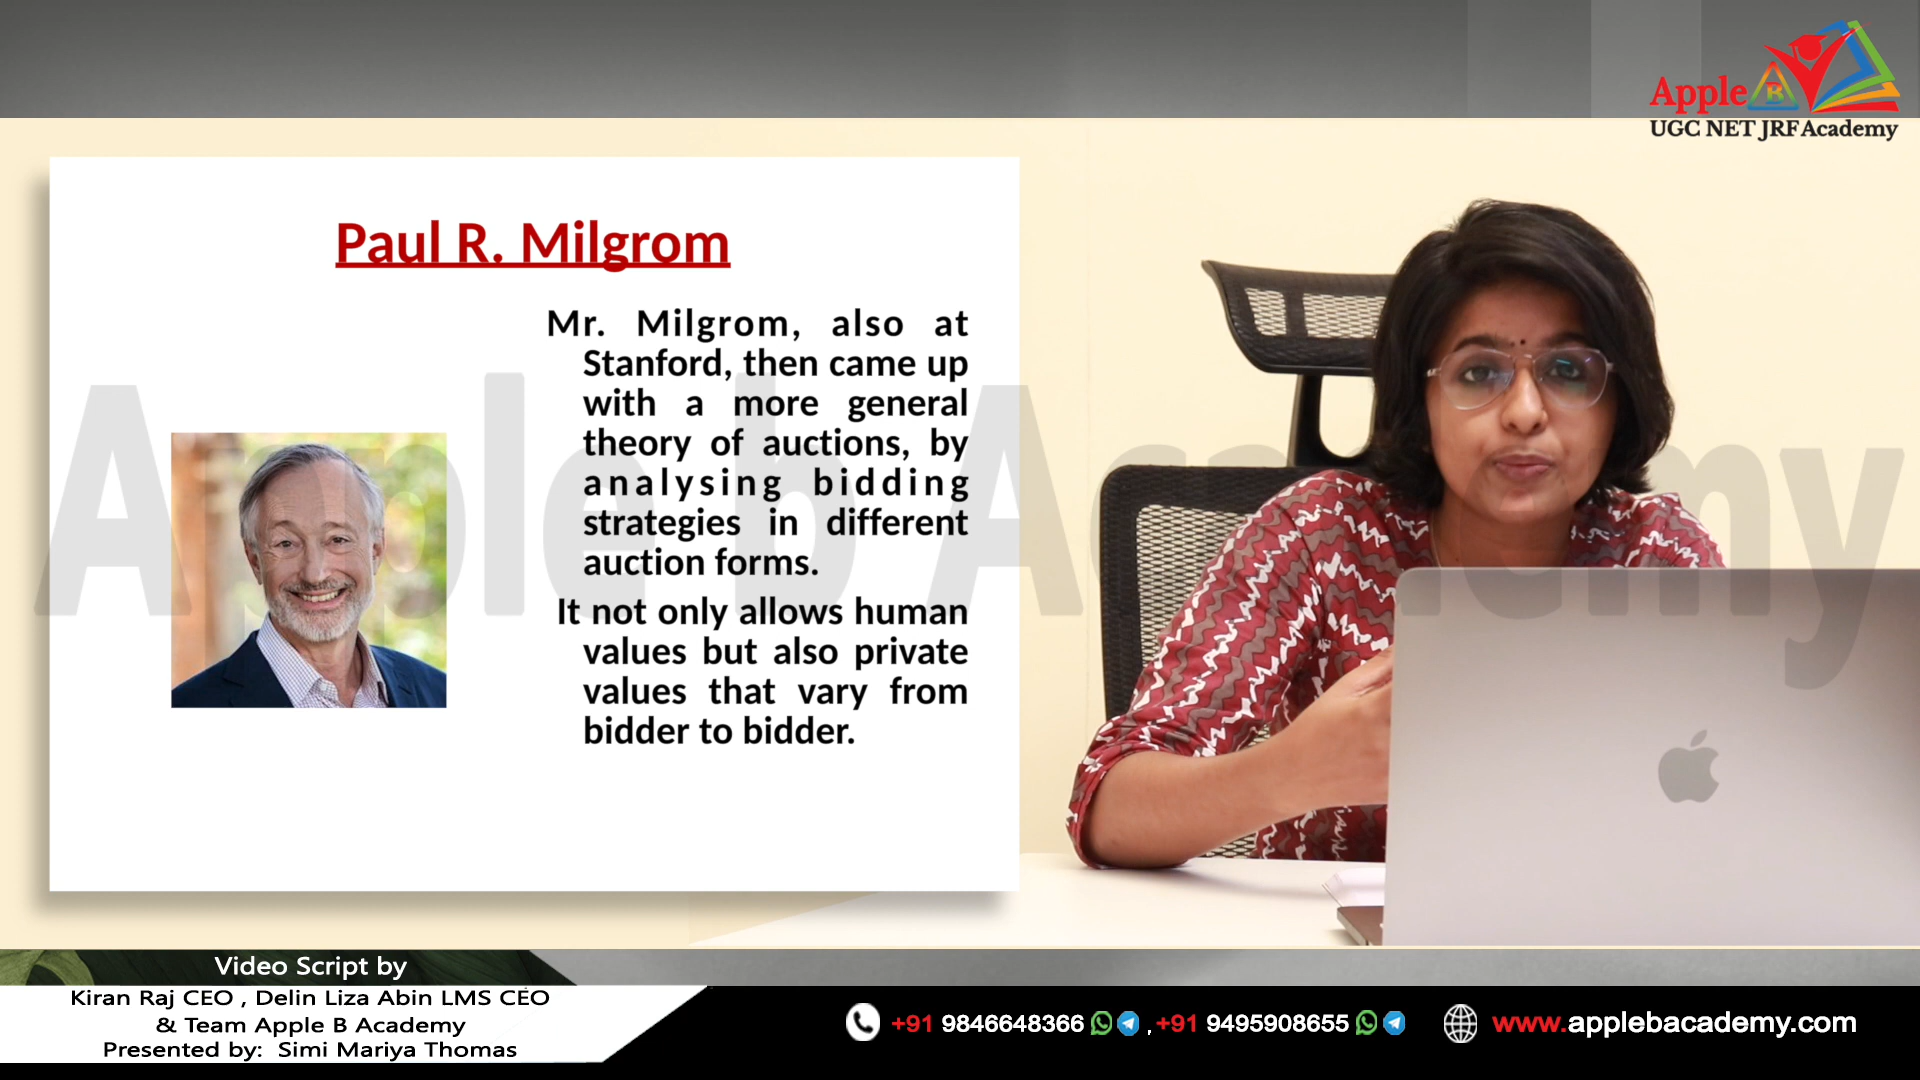 Apple B
UGC NET JRF Academy
Paul R. Milgrom
Mr. Milgrom, also at
Stanford, then came up
with a more general
theory of auctions, by
analysing bidding
strategies in different
auction forms.
It not only allows human
values but also private
values that vary from
bidder to bidder.
Apple b Academy
Video Script by
Kiran Raj CEO , Delin Liza Abin LMS CEO
& Team Apple B Academy
Presented by: Simi Mariya Thomas
+91 9846648366 , +91 9495908655 www.applebacademy.com